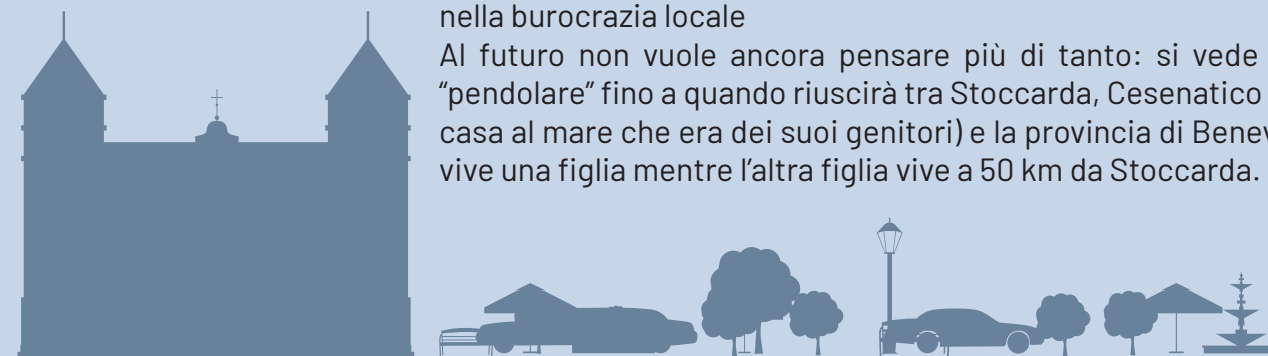 nella burocrazia locale
Al futuro non vuole ancora pensare più di tanto: si vede
“pendolare” fino a quando riuscirà tra Stoccarda, Cesenatico
casa al mare che era dei suoi genitori) e la provincia di
vive una figlia mentre l’altra figlia vive a 50 km da Stoccarda.